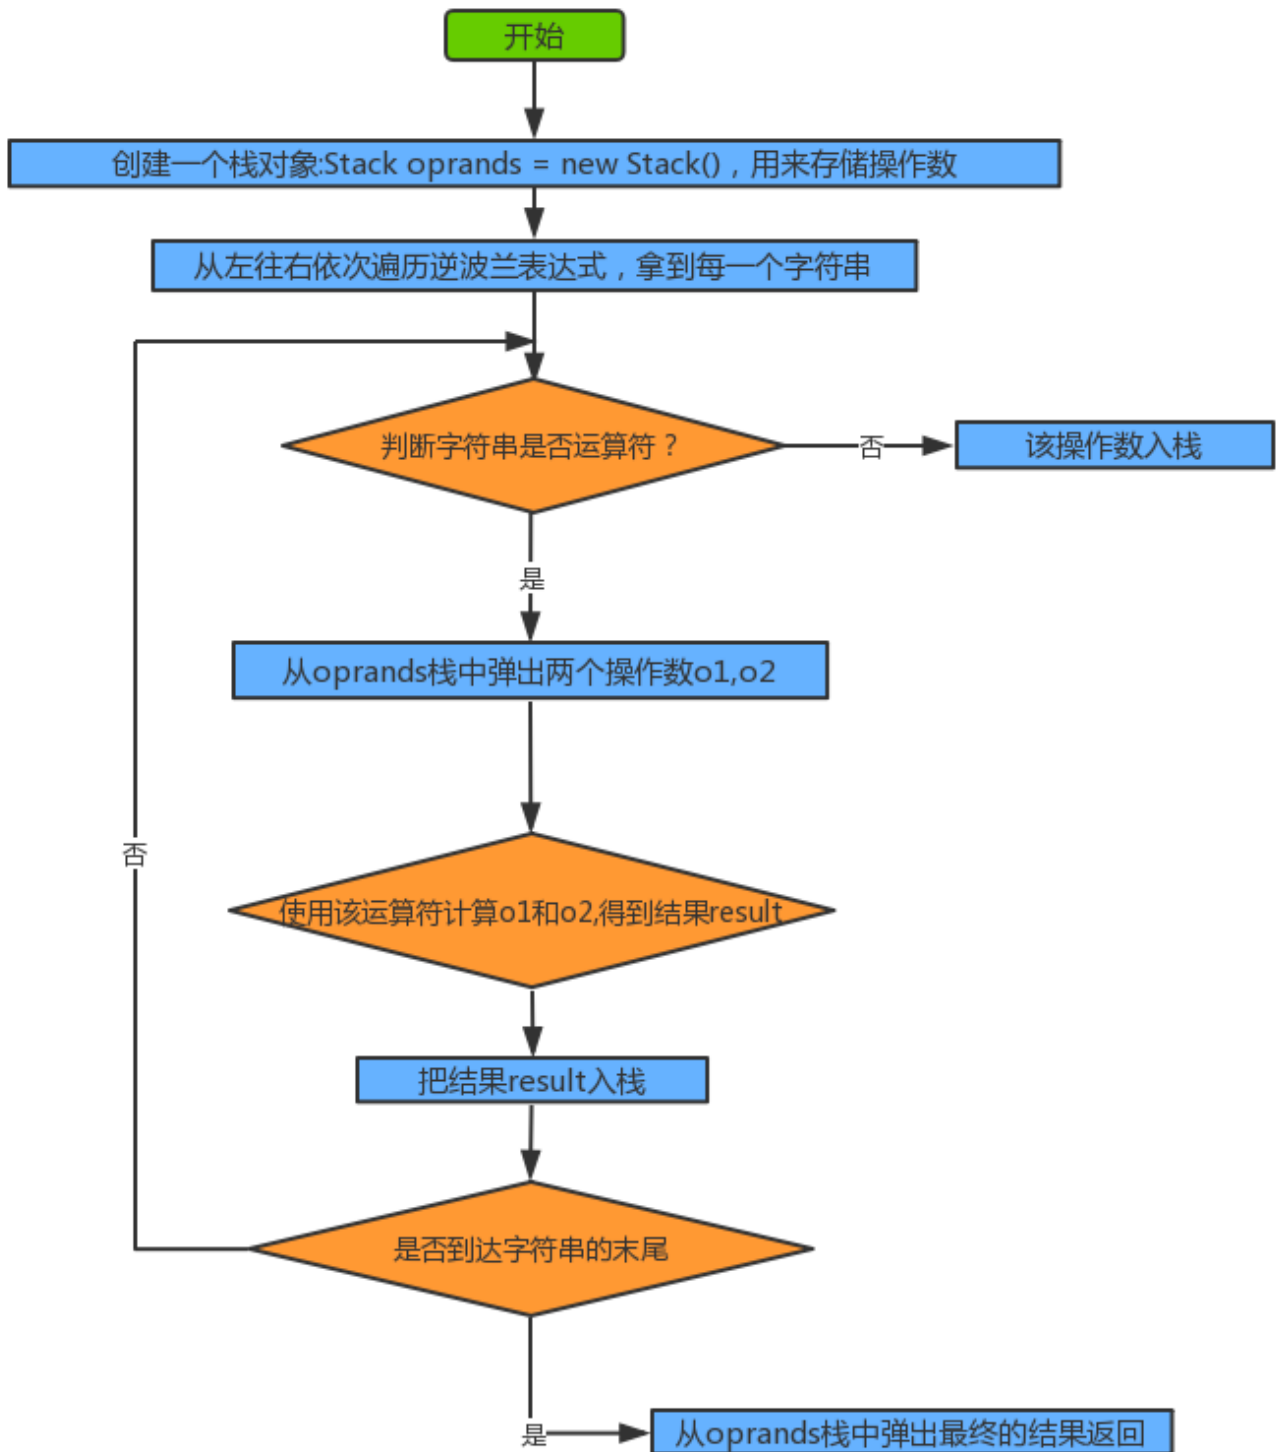 开始
创建一个栈对象:Stack oprands = new Stack()，用来存储操作数
从左往右依次遍历逆波兰表达式，拿到每一个字符串
判断字符串是否运算符？
否
该操作数入栈
是
从oprands栈中弹出两个操作数o1,o2
否
使用该运算符计算o1和o2,得到结果result
把结果result入栈
是否到达字符串的末尾
是
从oprands栈中弹出最终的结果返回